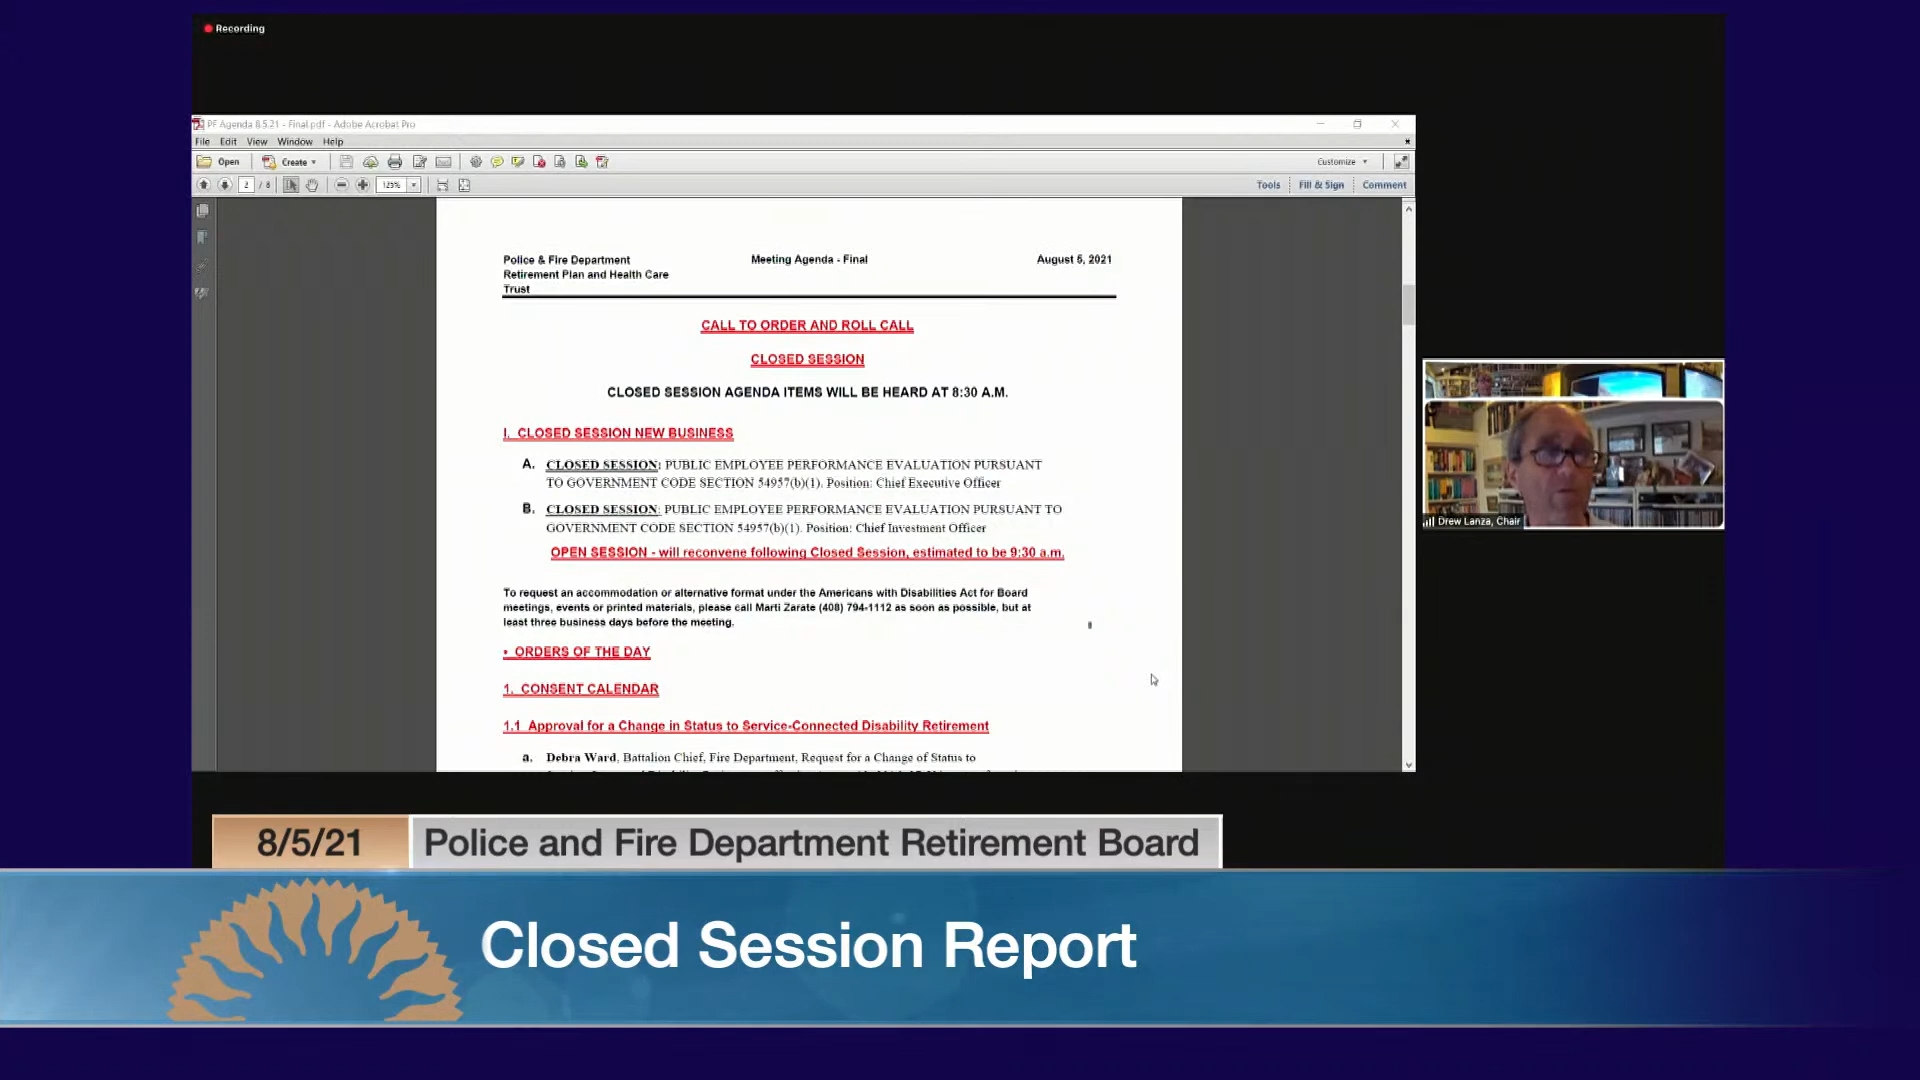 Recording
PF Agenda 8.5.21 - Final.pdf - Adobe Acrobat Pro
File Edit View Window Help
Open Create Customize
2 / 8 123% Tools Fill & Sign Comment
Police & Fire Department Meeting Agenda - Final August 5, 2021
Retirement Plan and Health Care
Trust
CALL TO ORDER AND ROLL CALL
CLOSED SESSION
CLOSED SESSION AGENDA ITEMS WILL BE HEARD AT 8:30 A.M.
I. CLOSED SESSION NEW BUSINESS
A. CLOSED SESSION: PUBLIC EMPLOYEE PERFORMANCE EVALUATION PURSUANT
TO GOVERNMENT CODE SECTION 54957(b)(1). Position: Chief Executive Officer
B. CLOSED SESSION: PUBLIC EMPLOYEE PERFORMANCE EVALUATION PURSUANT TO
GOVERNMENT CODE SECTION 54957(b)(1). Position: Chief Investment Officer
OPEN SESSION - will reconvene following Closed Session, estimated to be 9:30 a.m.
To request an accommodation or alternative format under the Americans with Disabilities Act for Board
meetings, events or printed materials, please call Marti Zarate (408) 794-1112 as soon as possible, but at
least three business days before the meeting.
• ORDERS OF THE DAY
1. CONSENT CALENDAR
1.1 Approval for a Change in Status to Service-Connected Disability Retirement
a. Debra Ward, Battalion Chief, Fire Department, Request for a Change of Status to
Drew Lanza, Chair
8/5/21 Police and Fire Department Retirement Board
Closed Session Report